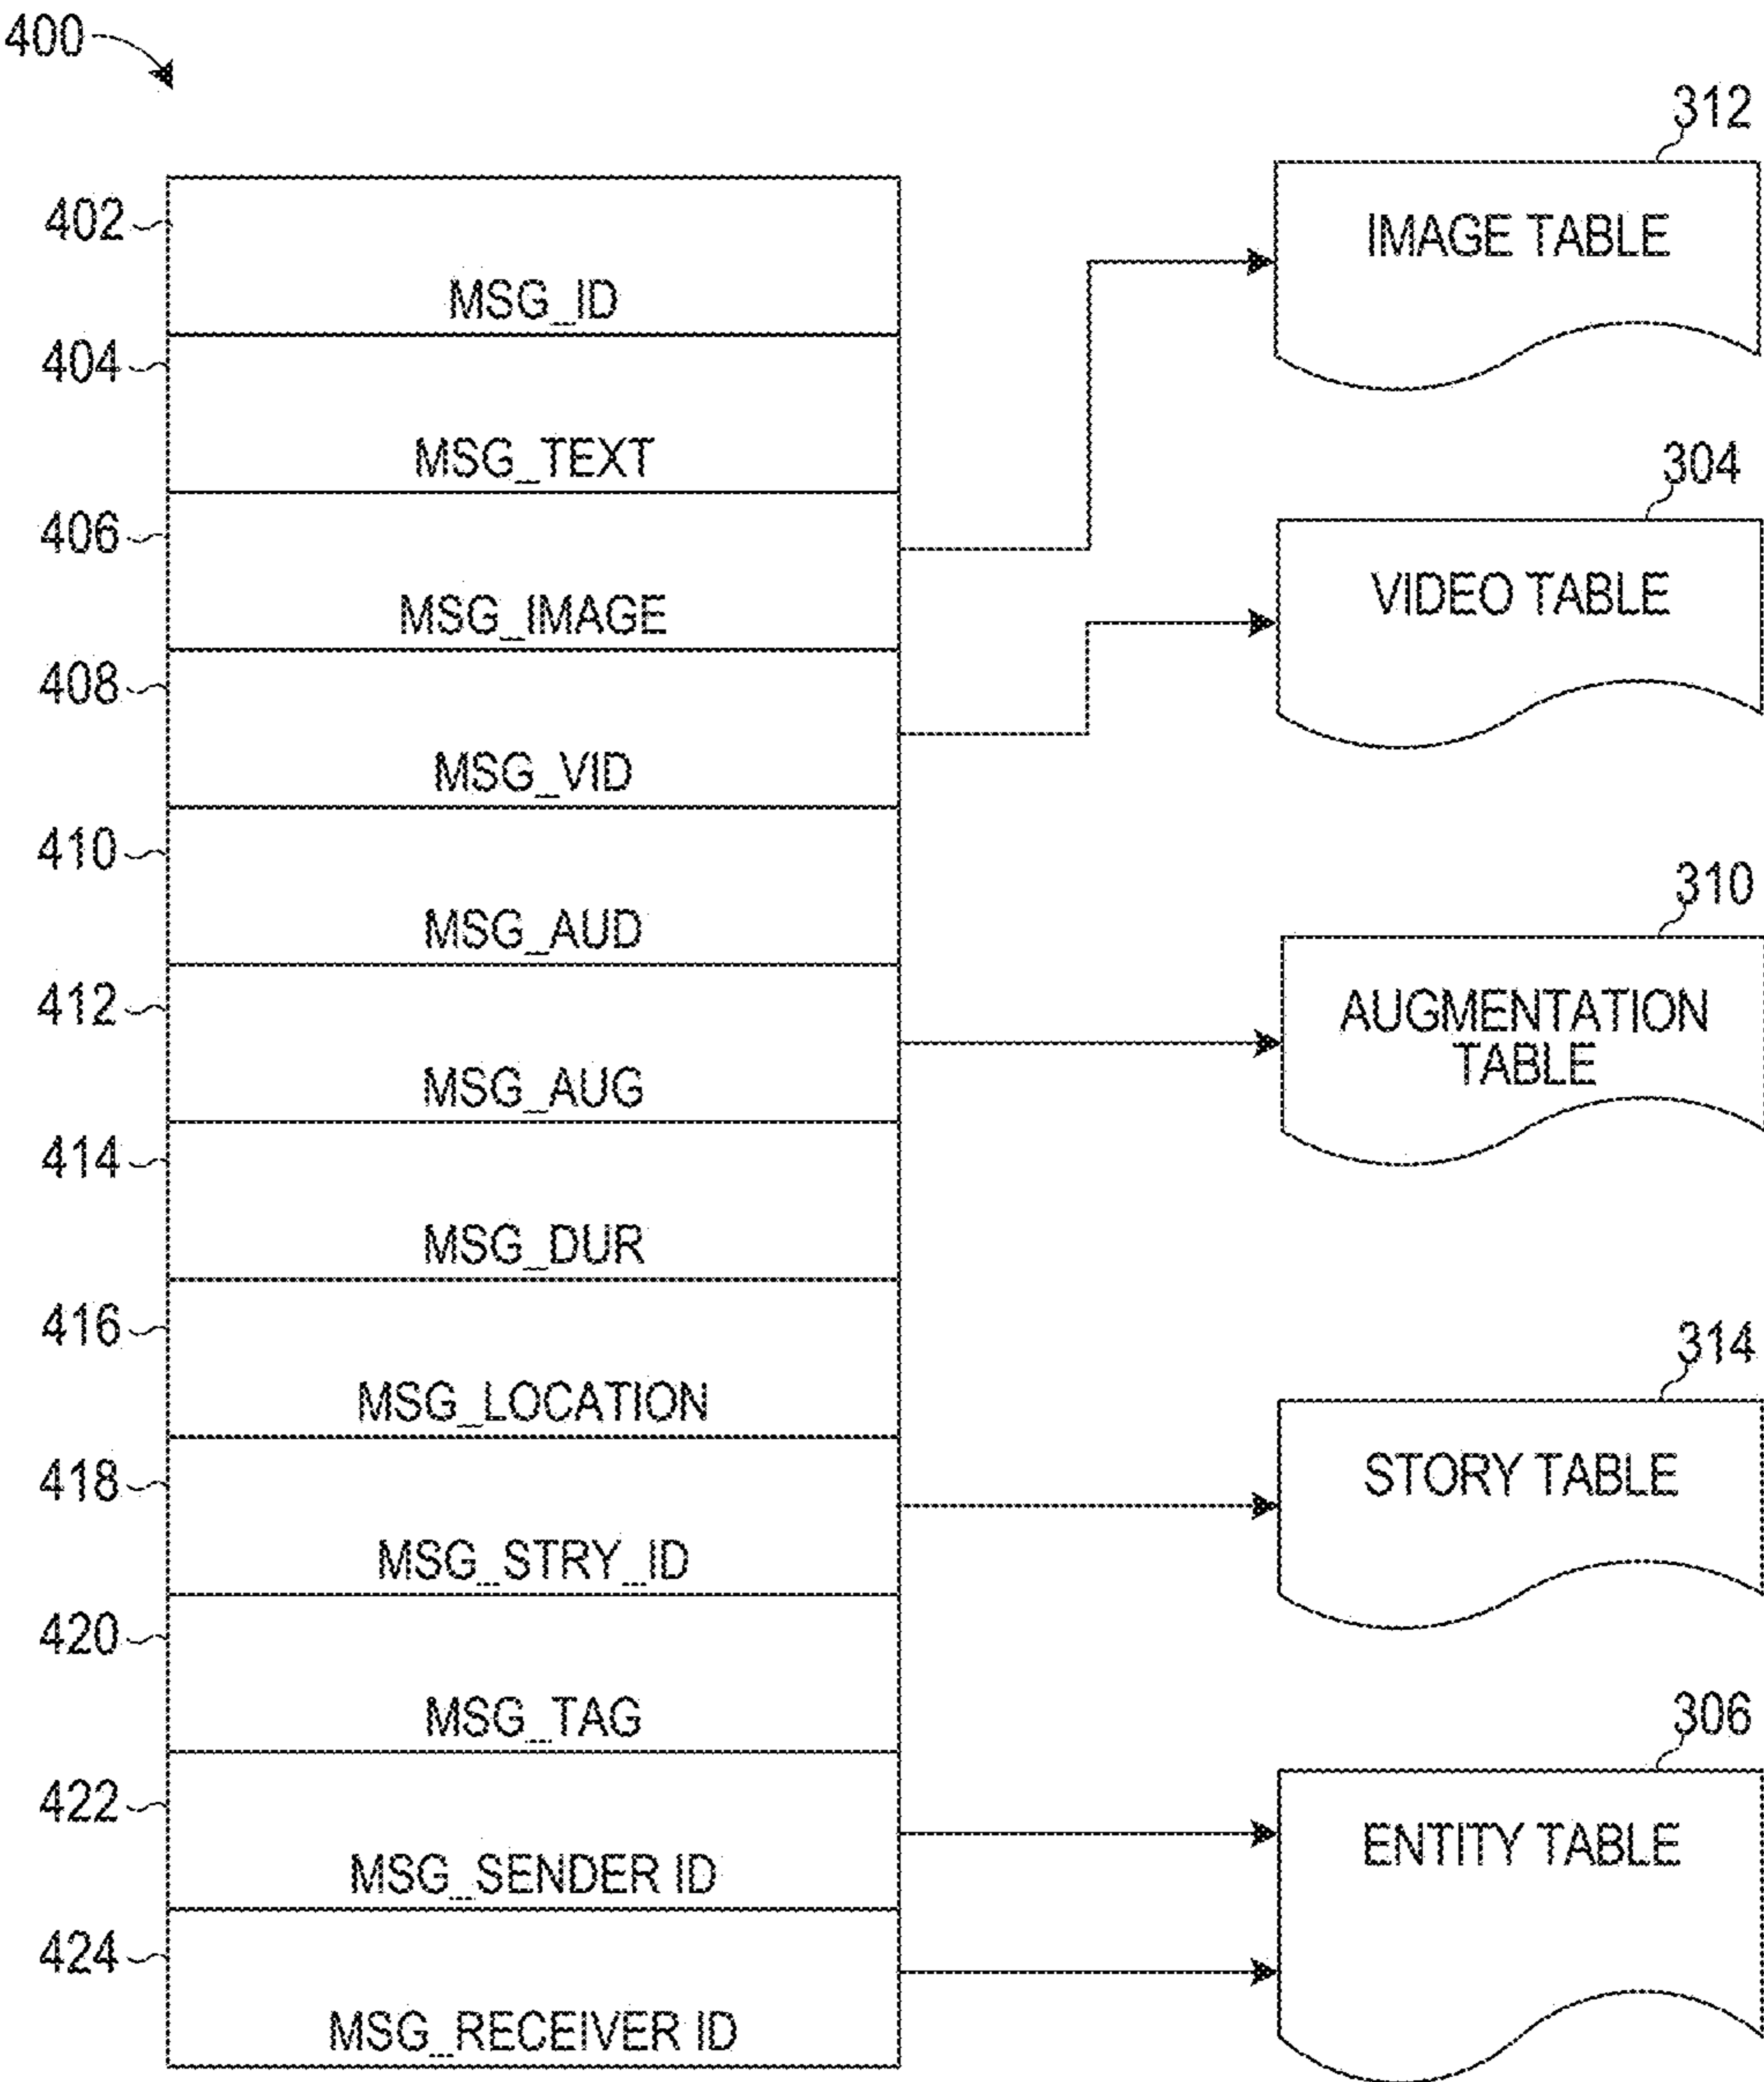 400
402
MSG_ID
404
MSG_TEXT
406
MSG_IMAGE
408
MSG_VID
410
MSG_AUD
412
MSG_AUG
414
MSG_DUR
416
MSG_LOCATION
418
MSG_STRY_ID
420
MSG_TAG
422
MSG_SENDER ID
424
MSG_RECEIVER ID
312
IMAGE TABLE
304
VIDEO TABLE
310
AUGMENTATION
TABLE
314
STORY TABLE
306
ENTITY TABLE